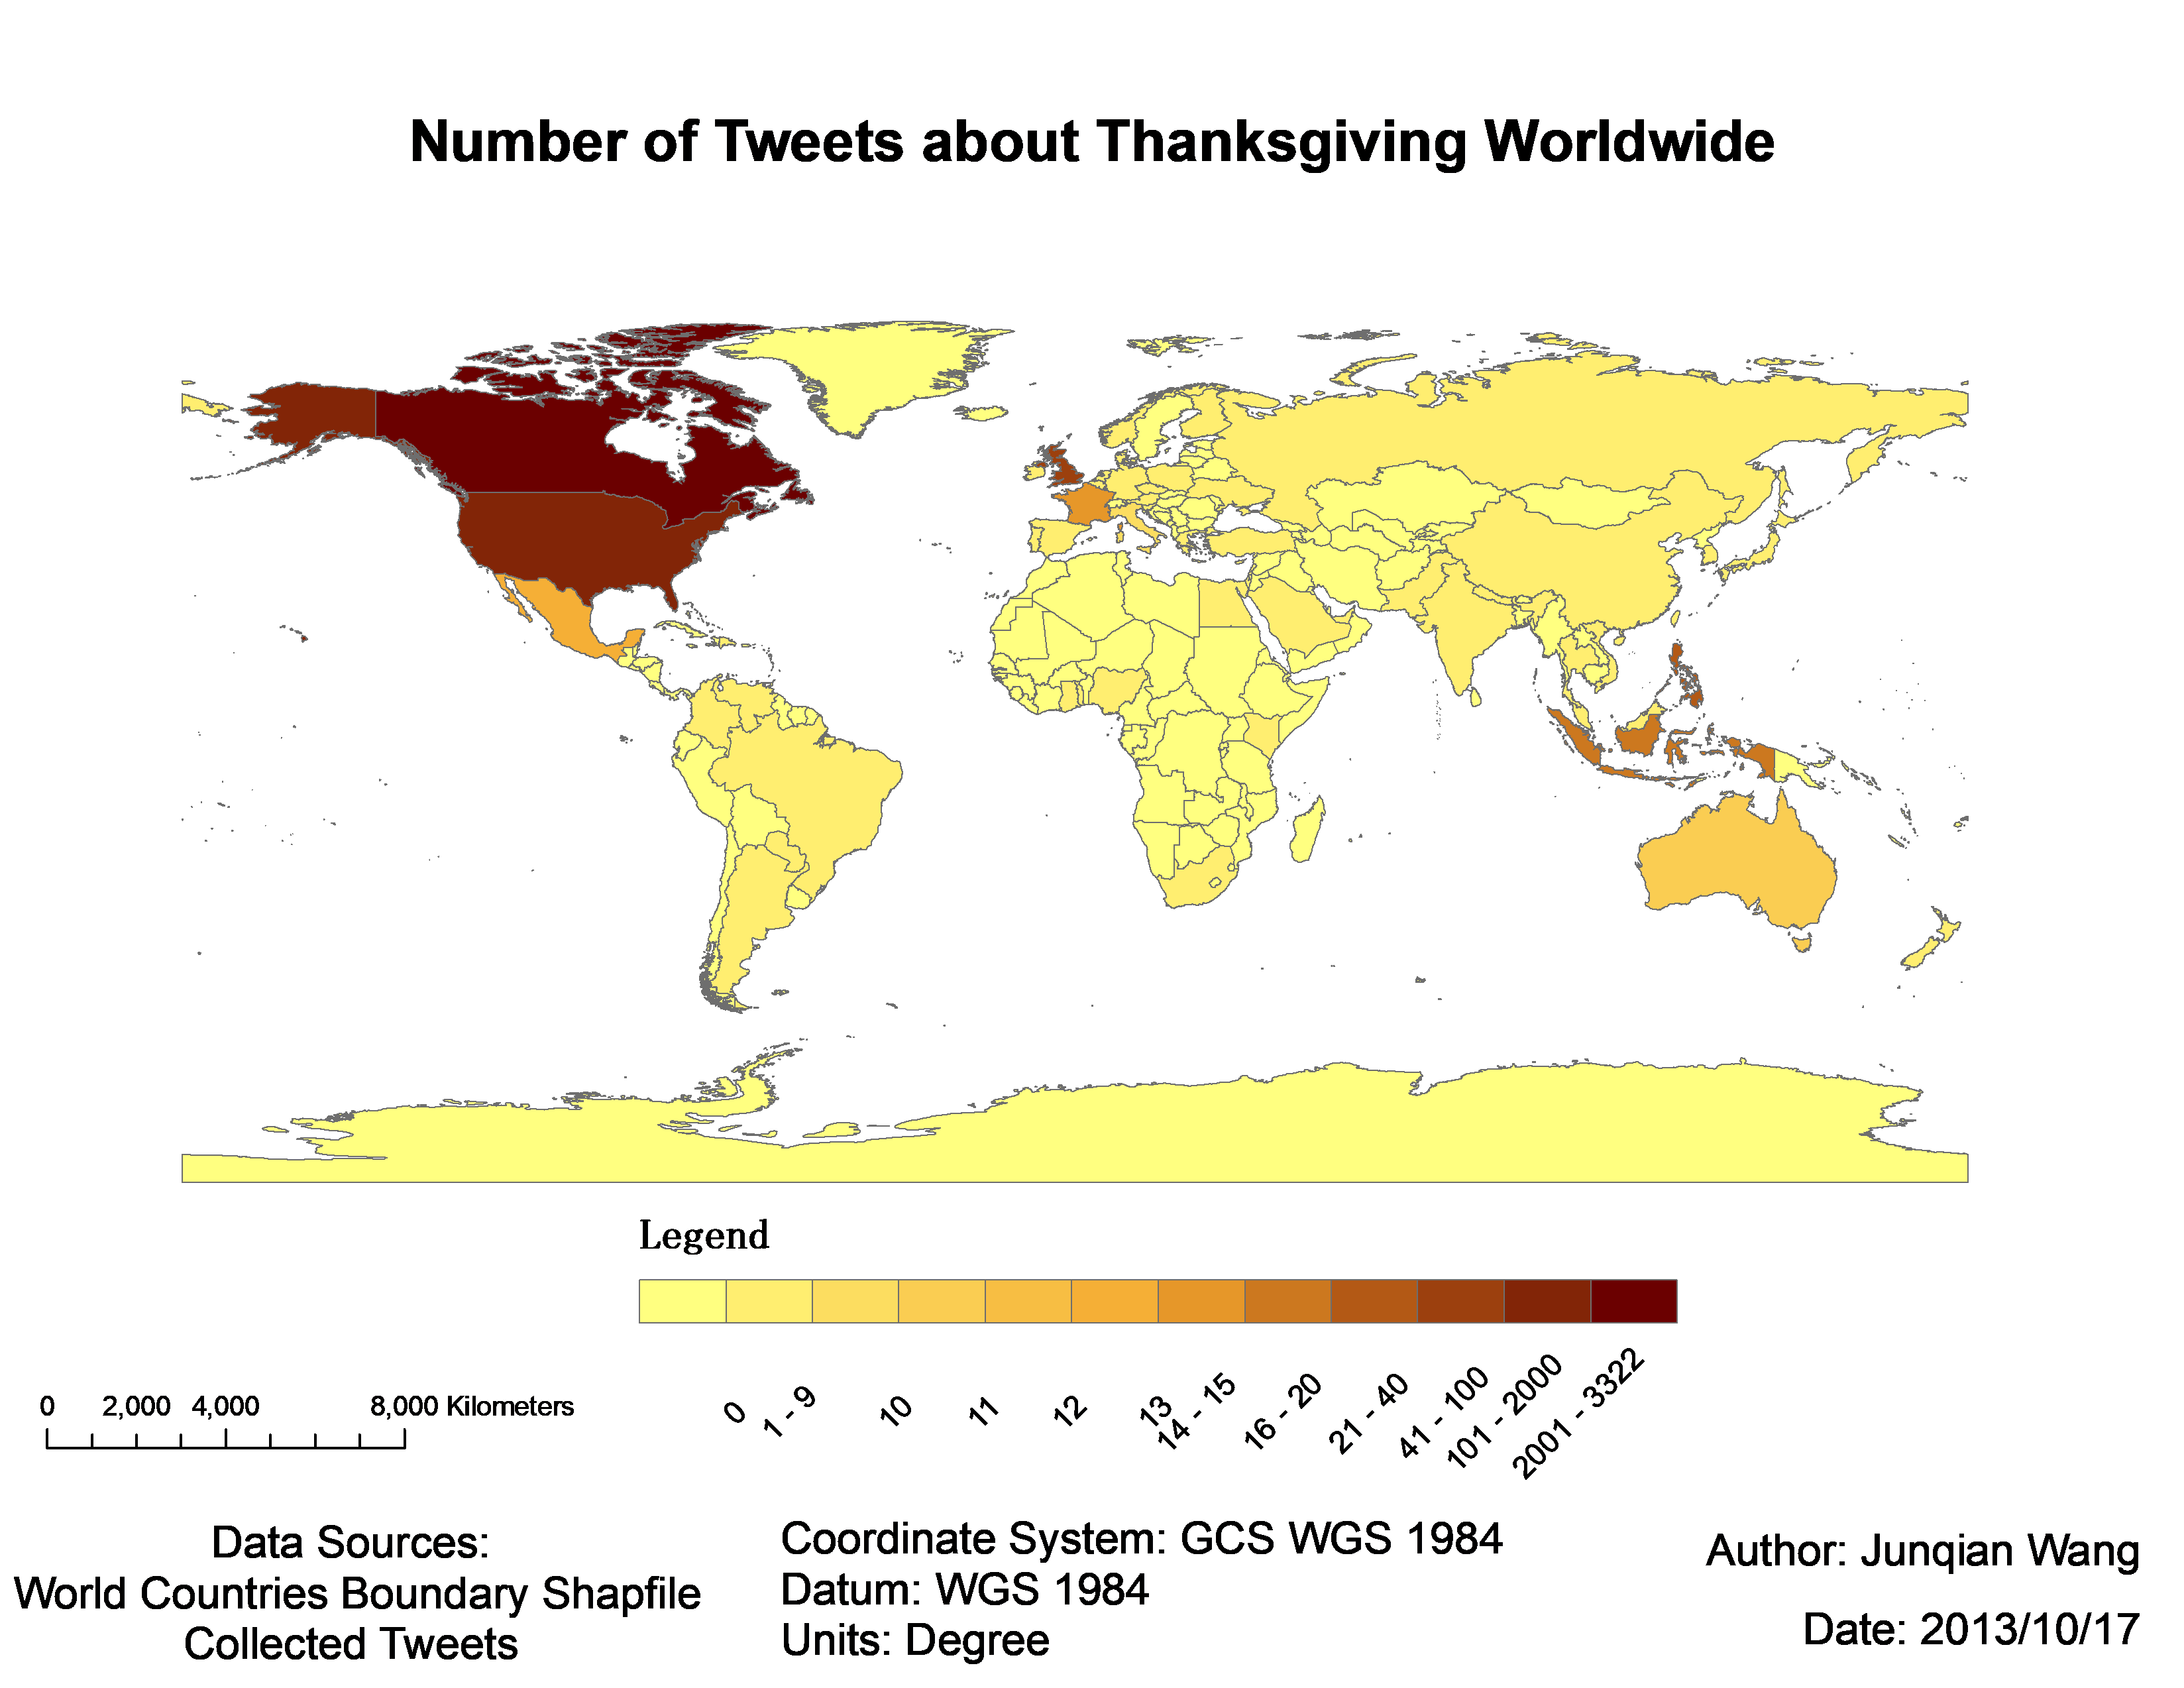 Number of Tweets about Thanksgiving Worldwide
Legend
0
1 - 9
10
11
12
13
14 - 15
16 - 20
21 - 40
41 - 100
101 - 2000
2001 - 3322
0 2,000 4,000 8,000 Kilometers
Data Sources:
World Countries Boundary Shapfile
Collected Tweets
Coordinate System: GCS WGS 1984
Datum: WGS 1984
Units: Degree
Author: Junqian Wang
Date: 2013/10/17